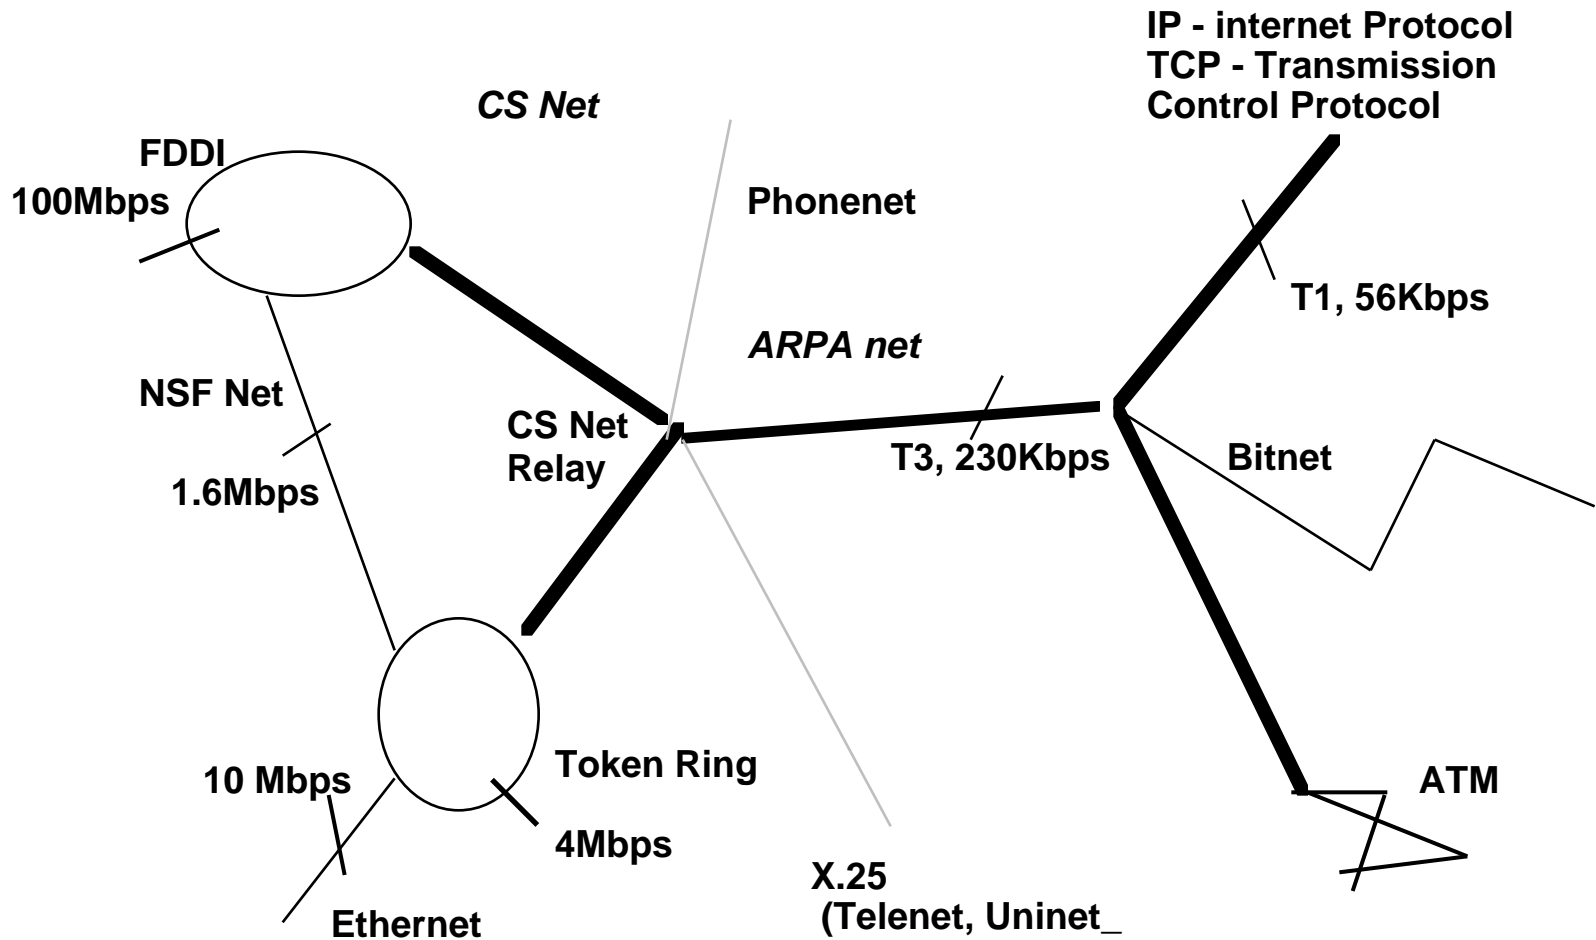 IP - internet Protocol
TCP - Transmission
Control Protocol
CS Net
FDDI
100Mbps
Phonenet
T1, 56Kbps
ARPA net
NSF Net
CS Net
Relay
T3, 230Kbps
Bitnet
1.6Mbps
Token Ring
10 Mbps
ATM
4Mbps
X.25
(Telenet, Uninet_
Ethernet